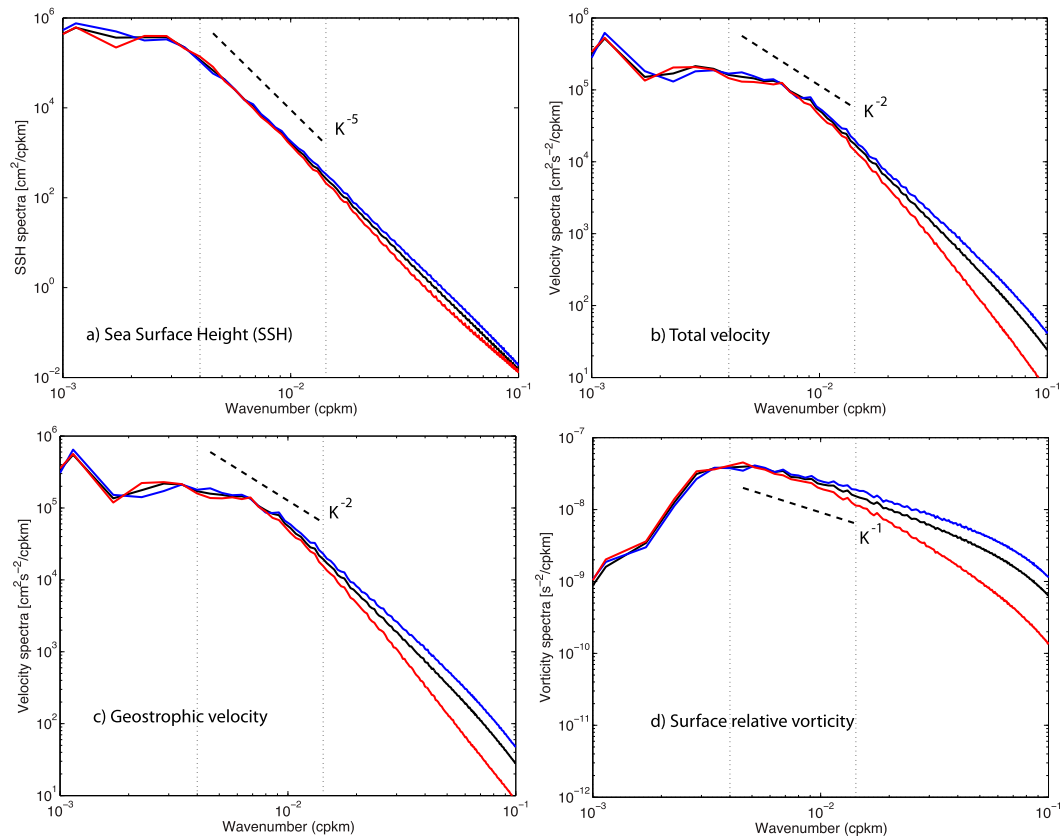 10^6
10^4
10^2
10^0
10^−2
SSH spectra [cm^2/cpkm]
K^-5
a) Sea Surface Height (SSH)
10^−3
10^−2
10^−1
Wavenumber (cpkm)
10^6
10^5
10^4
10^3
10^2
10^1
Velocity spectra [cm^2s^−2/cpkm]
K^-2
b) Total velocity
10^−3
10^−2
10^−1
Wavenumber (cpkm)
10^6
10^5
10^4
10^3
10^2
10^1
Velocity spectra [cm^2s^−2/cpkm]
K^-2
c) Geostrophic velocity
10^−3
10^−2
10^−1
Wavenumber (cpkm)
10^−7
10^−8
10^−9
10^−10
10^−11
10^−12
Vorticity spectra [s^−2/cpkm]
K^-1
d) Surface relative vorticity
10^−3
10^−2
10^−1
Wavenumber (cpkm)